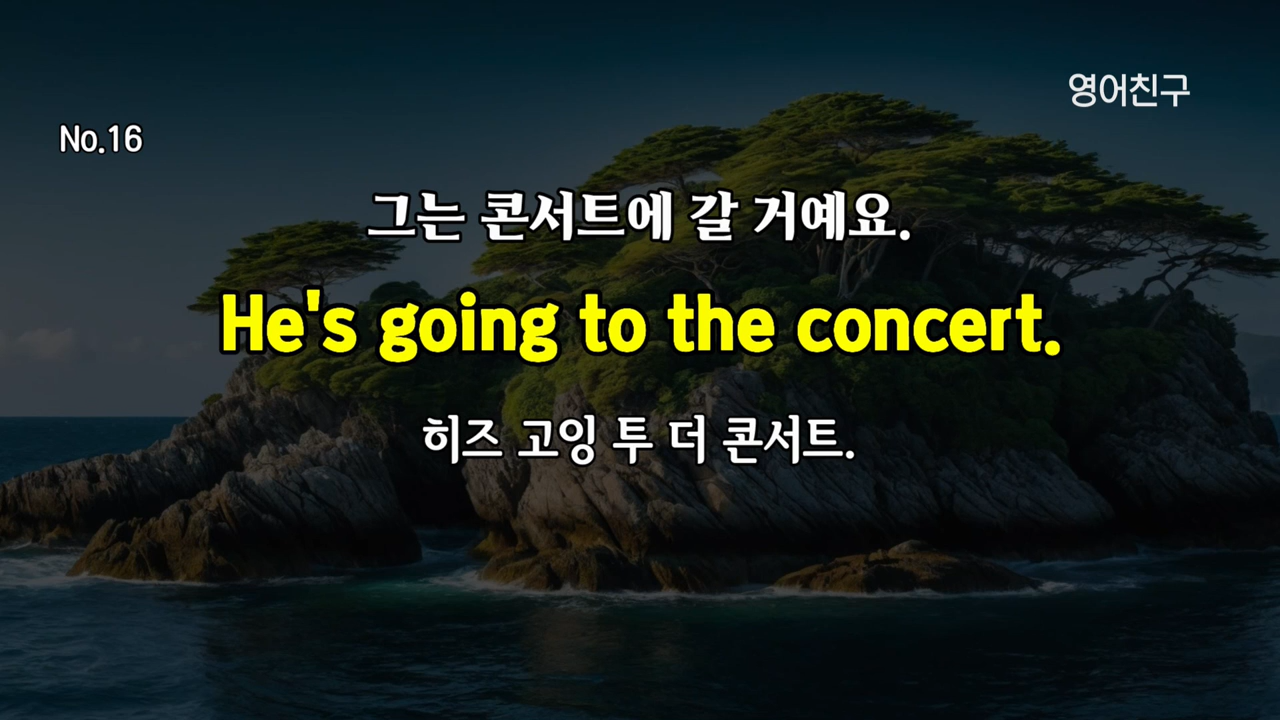 영어친구
No.16
그는 콘서트에 갈 거예요.
He's going to the concert.
히즈 고잉 투 더 콘서트.